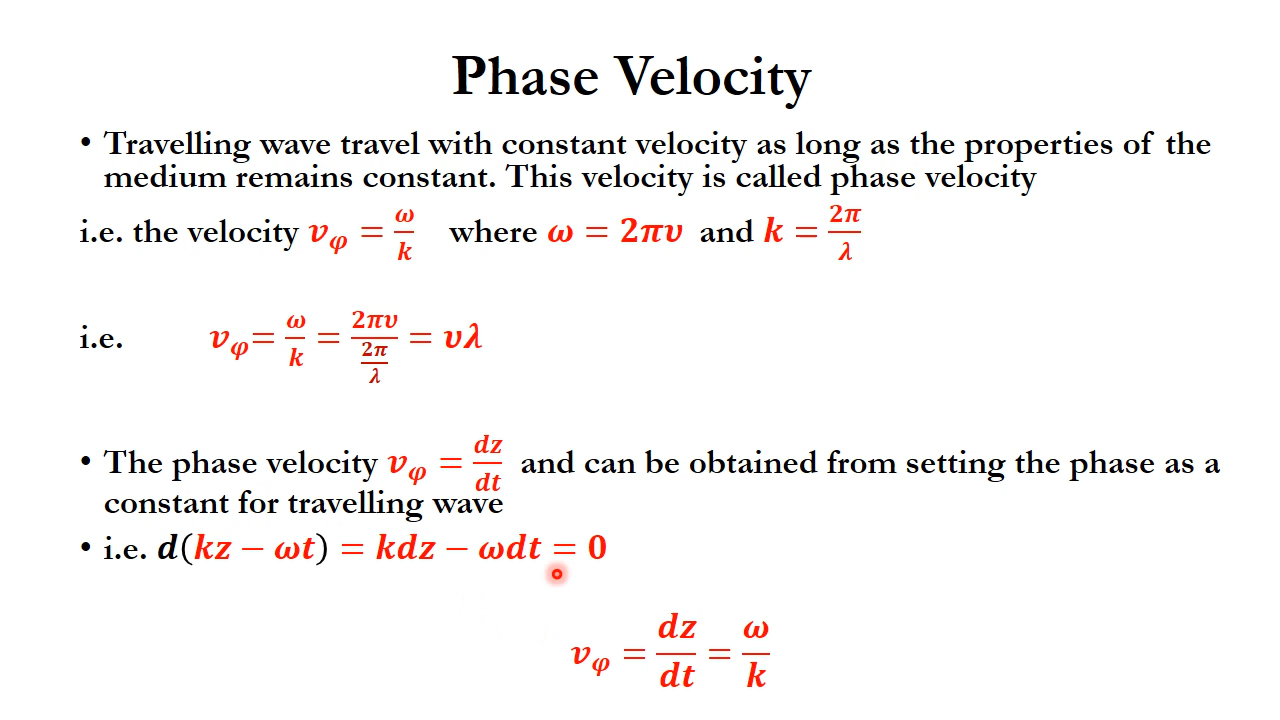 Phase Velocity
• Travelling wave travel with constant velocity as long as the properties of the
medium remains constant. This velocity is called phase velocity
i.e. the velocity v_φ = ω/k where ω = 2πυ and k = 2π/λ
i.e. v_φ = ω/k = 2πυ/(2π/λ) = υλ
• The phase velocity v_φ = dz/dt and can be obtained from setting the phase as a
constant for travelling wave
• i.e. d(kz − ωt) = kdz − ωdt = 0
v_φ = dz/dt = ω/k